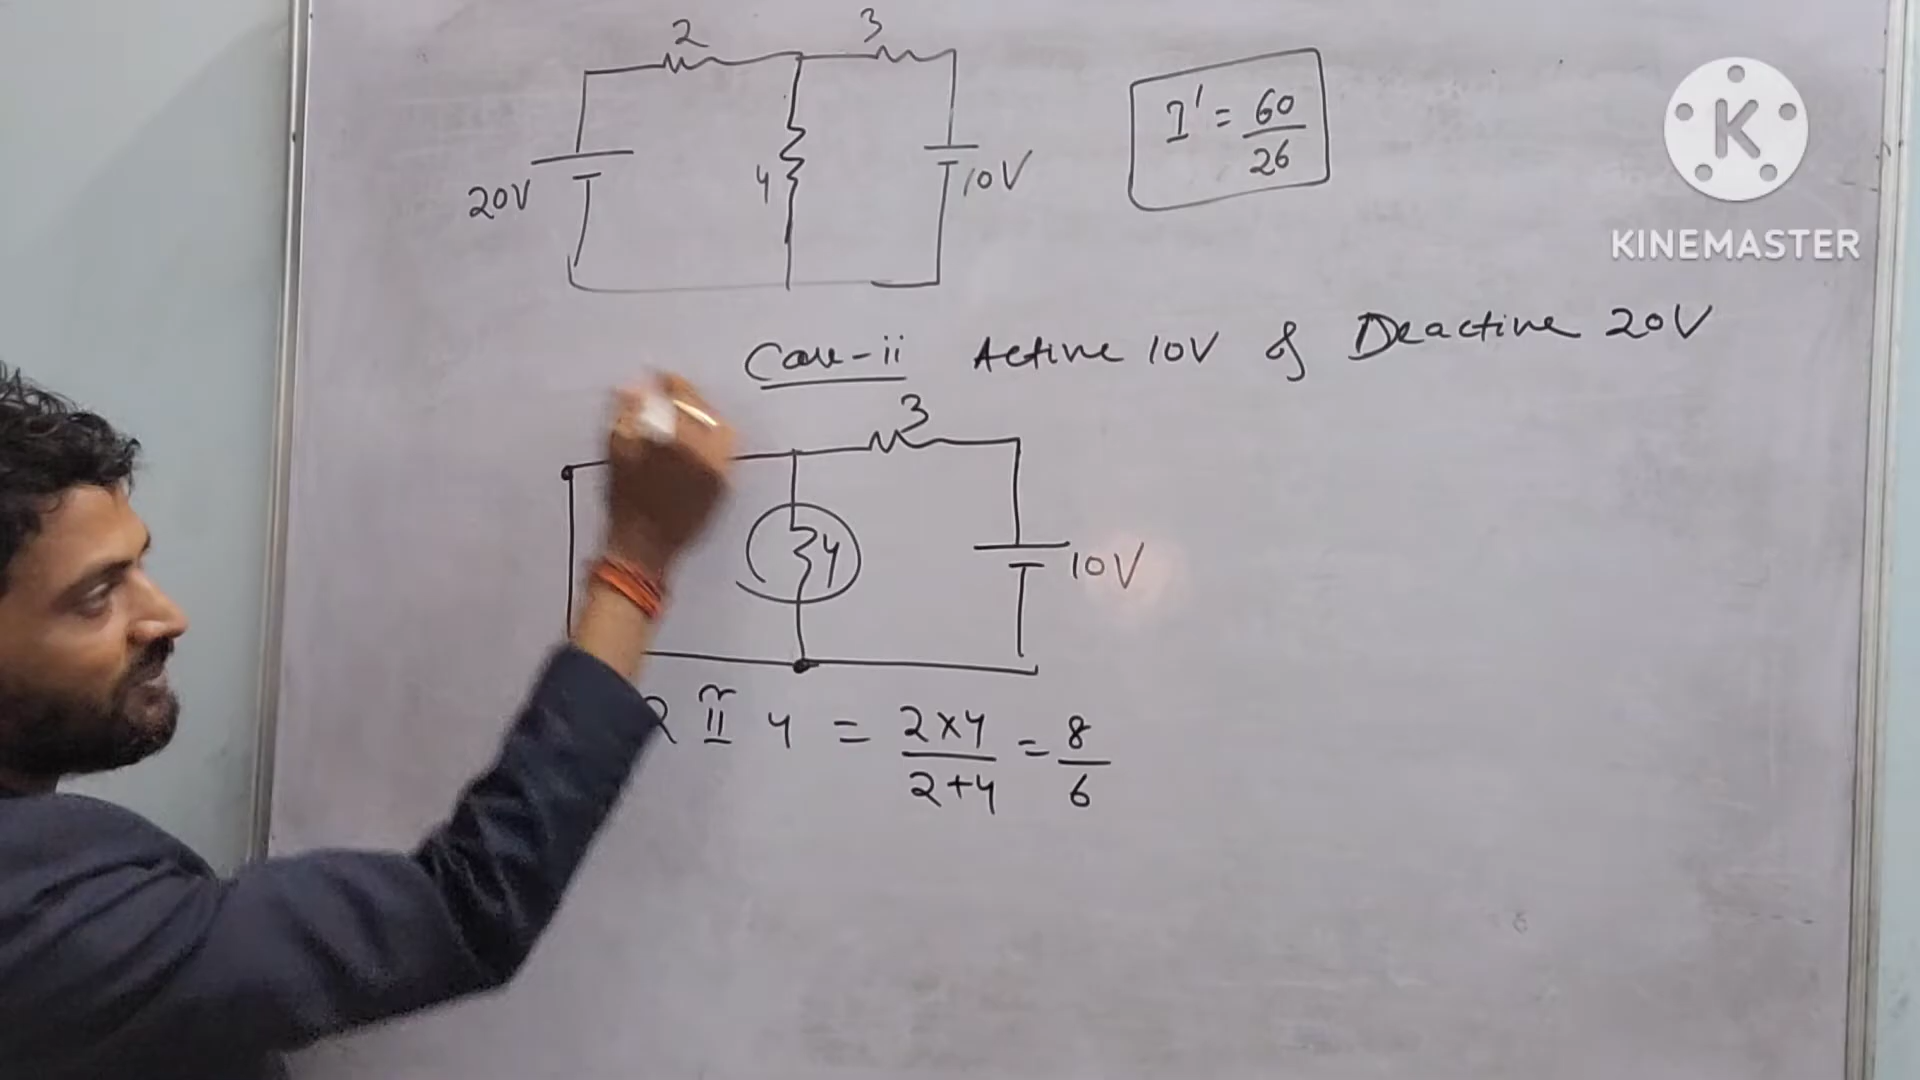 2 3
20V 4 10V
I' = 60/26
K
KINEMASTER
Case-ii Active 10V & Deactive 20V
3
4 10V
2 || 4 = 2×4/2+4 = 8/6